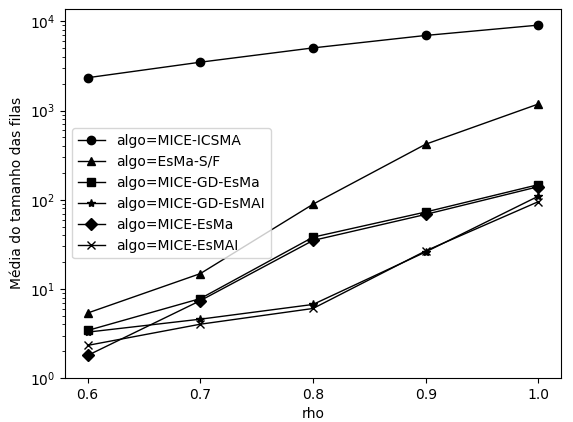 10^4
10^3
10^2
10^1
10^0
Média do tamanho das filas
algo=MICE-ICSMA
algo=EsMa-S/F
algo=MICE-GD-EsMa
algo=MICE-GD-EsMAI
algo=MICE-EsMa
algo=MICE-EsMAI
0.6 0.7 0.8 0.9 1.0
rho